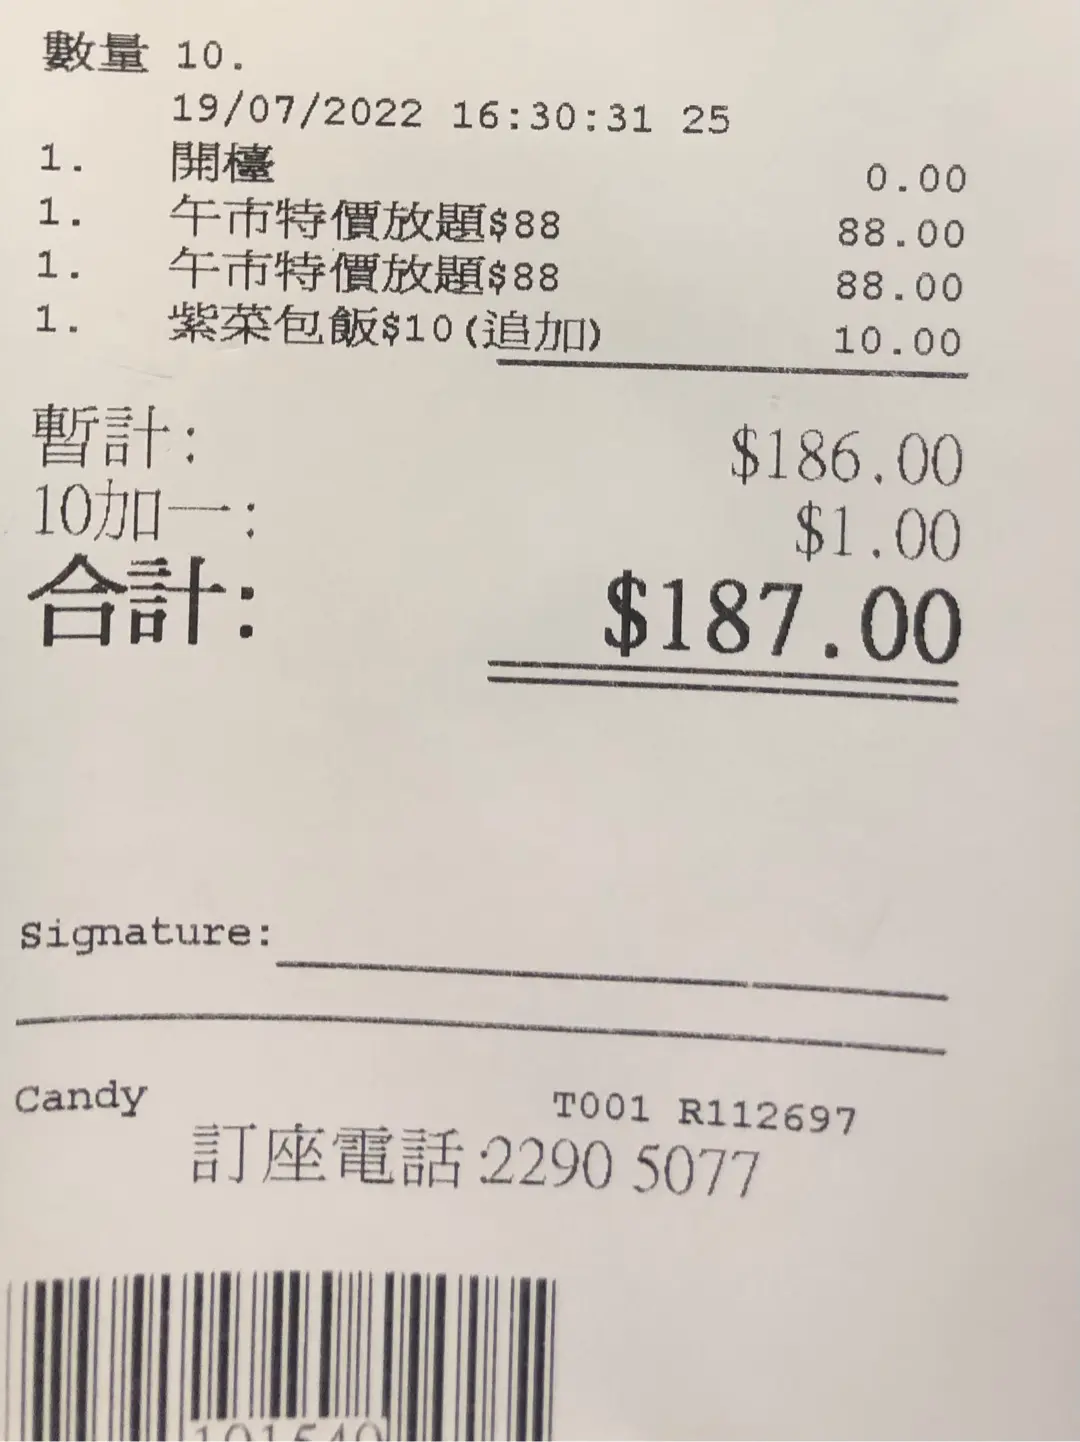 數量 10.
19/07/2022 16:30:31 25
1. 開檯 0.00
1. 午市特價放題$88 88.00
1. 午市特價放題$88 88.00
1. 紫菜包飯$10(追加) 10.00
暫計: $186.00
10加一: $1.00
合計: $187.00
Signature:
Candy T001 R112697
訂座電話:2290 5077